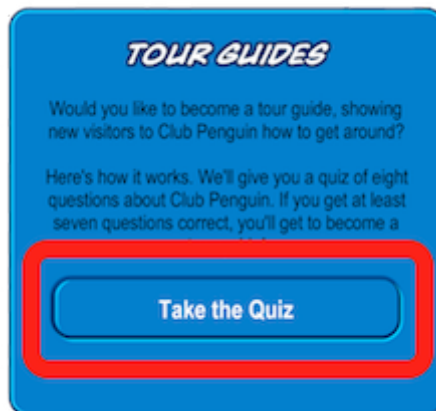 TOUR GUIDES
Would you like to become a tour guide, showing
new visitors to Club Penguin how to get around?
Here's how it works. We'll give you a quiz of eight
questions about Club Penguin. If you get at least
seven questions correct, you'll get to become a
Take the Quiz